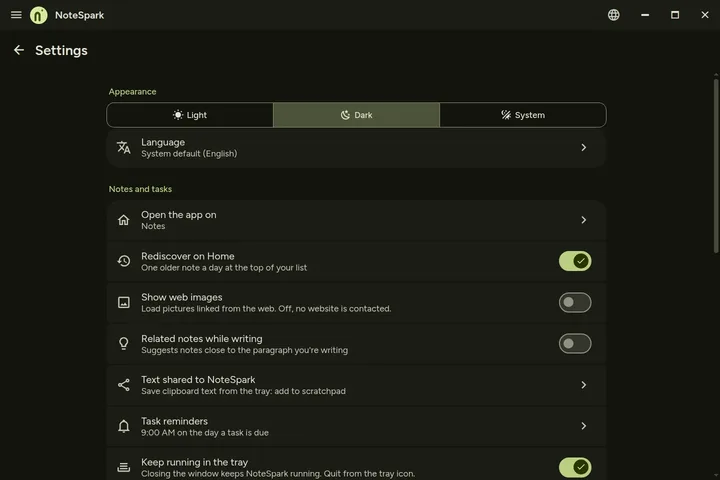 NoteSpark
Settings
Appearance
Light
Dark
System
Language
System default (English)
Notes and tasks
Open the app on
Notes
Rediscover on Home
One older note a day at the top of your list
Show web images
Load pictures linked from the web. Off, no website is contacted.
Related notes while writing
Suggests notes close to the paragraph you're writing
Text shared to NoteSpark
Save clipboard text from the tray: add to scratchpad
Task reminders
9:00 AM on the day a task is due
Keep running in the tray
Closing the window keeps NoteSpark running. Quit from the tray icon.